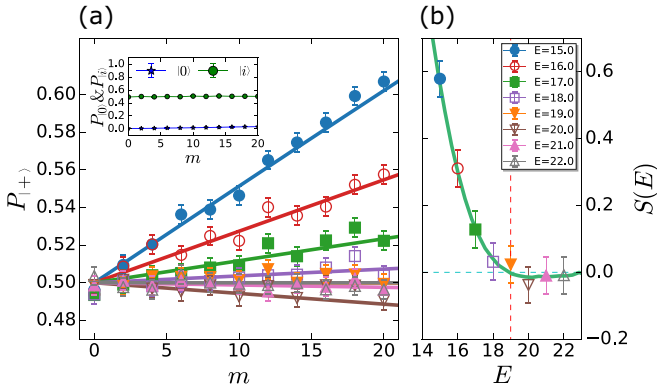 (a)
(b)
P|+⟩
0.60
0.58
0.56
0.54
0.52
0.50
0.48
0
5
10
15
20
m
P|0⟩&P|i⟩
1.0
0.8
0.6
0.4
0.2
0.0
0
5
10
15
20
m
|0⟩
|i⟩
E=15.0
E=16.0
E=17.0
E=18.0
E=19.0
E=20.0
E=21.0
E=22.0
0.6
0.4
0.2
0.0
−0.2
S(E)
14
16
18
20
22
E